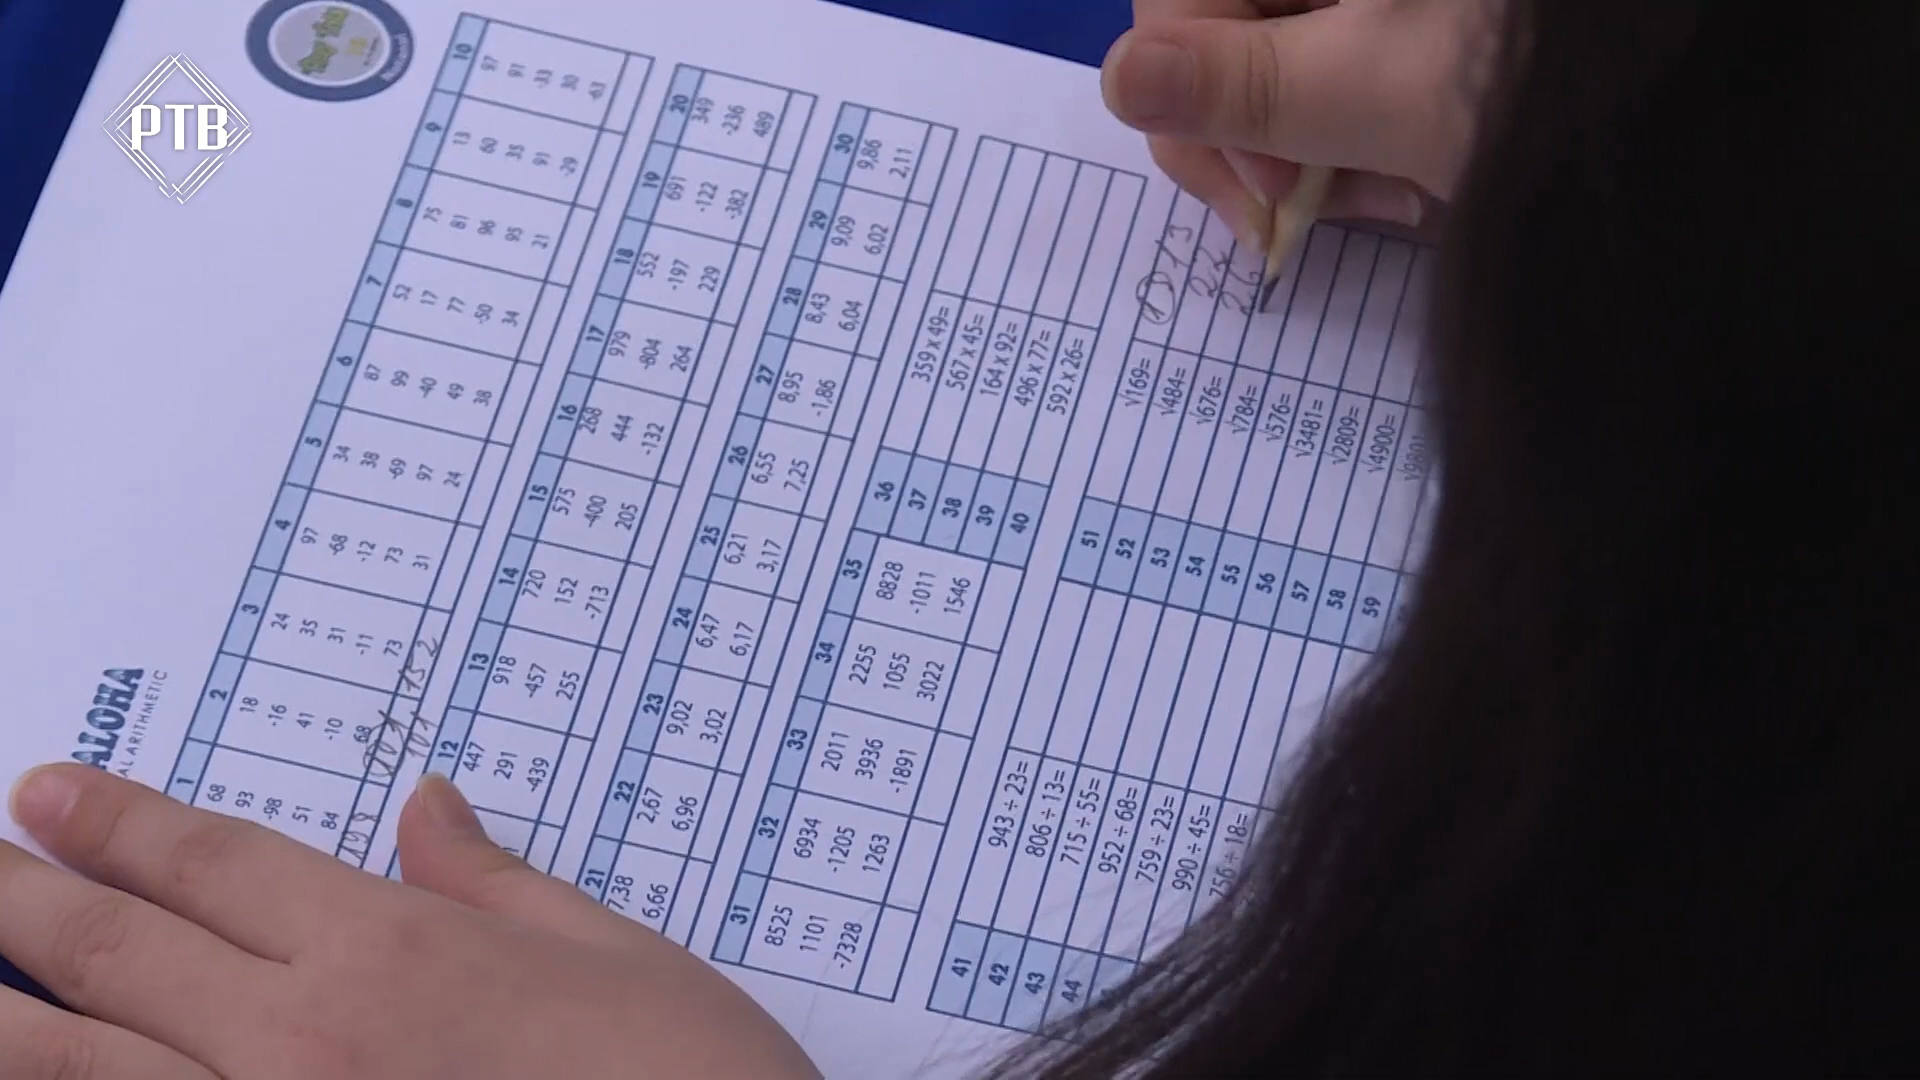 РТВ
ALOHA
AL ARITHMETIC
1 2 3 4 5 6 7 8 9 10
68 18 24 97 34 87 52 75 13 97
93 -16 35 -68 38 99 17 81 60 91
-98 41 31 -12 -69 -40 77 96 35 -33
51 -10 -11 73 97 49 -50 95 91 30
84 68 73 31 24 38 34 21 -29 -63
198 101 152
101
12 13 14 15 16 17 18 19 20
447 918 720 575 268 979 552 691 349
291 -457 152 -400 444 -804 -197 -122 -236
-439 255 -713 205 -132 264 229 -382 489
21 22 23 24 25 26 27 28 29 30
7,38 2,67 9,02 6,47 6,21 6,55 8,95 8,43 9,09 9,86
6,66 6,96 3,02 6,17 3,17 7,25 -1,86 6,04 6,02 2,11
31 32 33 34 35
8525 6934 2011 2255 8828
1101 -1205 3936 1055 -1011
-7328 1263 -1891 3022 1546
36 359 x 49=
37 567 x 45=
38 164 x 92=
39 496 x 77=
40 592 x 26=
41 943 ÷ 23=
42 806 ÷ 13=
43 715 ÷ 55=
44 952 ÷ 68=
759 ÷ 23=
990 ÷ 45=
756 ÷ 18=
51 √169= 13
52 √484= 22
53 √676= 26
54 √784=
55 √576=
56 √3481=
57 √2809=
58 √4900=
59 √9801